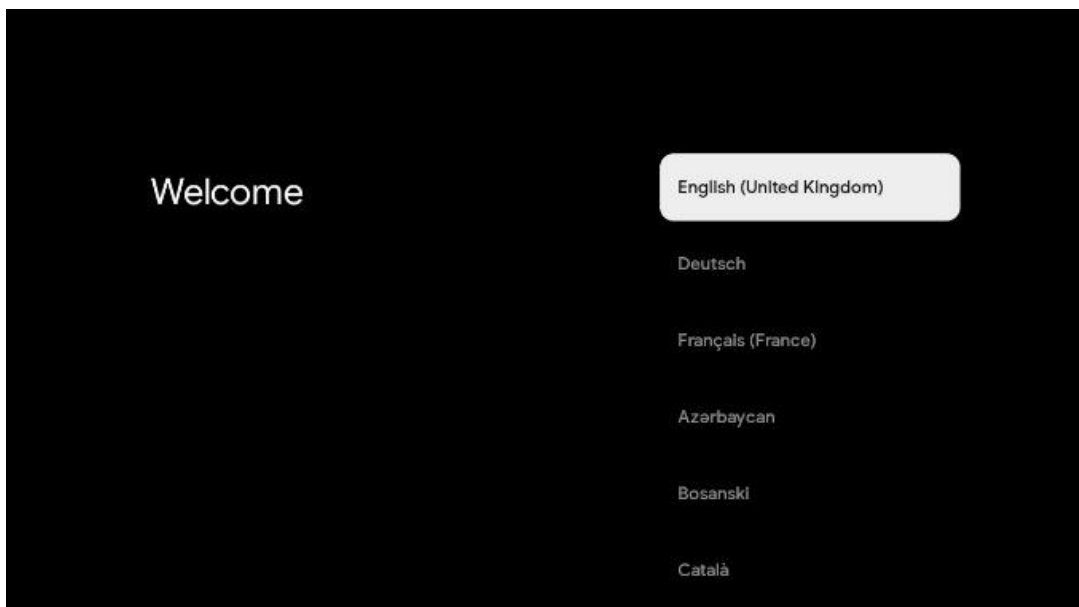 Welcome
English (United Kingdom)
Deutsch
Français (France)
Azərbaycan
Bosanski
Català